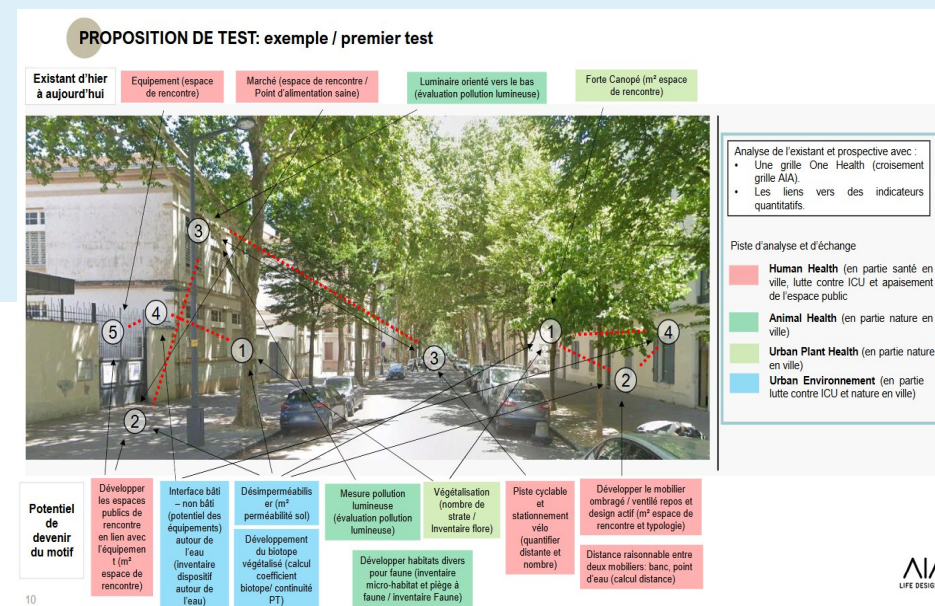 PROPOSITION DE TEST: exemple / premier test
Existant d'hier
à aujourd'hui
Equipement (espace
de rencontre)
Marché (espace de rencontre /
Point d'alimentation saine)
Luminaire orienté vers le bas
(évaluation pollution lumineuse)
Forte Canopé (m² espace
de rencontre)
3
5
4
1
2
3
1
4
2
Analyse de l'existant et prospective avec :
• Une grille One Health (croisement
grille AIA).
• Les liens vers des indicateurs
quantitatifs.
Piste d'analyse et d'échange
Human Health (en partie santé en
ville, lutte contre ICU et apaisement
de l'espace public
Animal Health (en partie nature en
ville)
Urban Plant Health (en partie nature
en ville)
Urban Environnement (en partie
lutte contre ICU et nature en ville)
Potentiel
de
devenir
du motif
Développer
les espaces
publics de
rencontre
en lien avec
l'équipemen
t (m²
espace de
rencontre)
Interface bâti
– non bâti
(potentiel des
équipements)
autour de
l'eau
(inventaire
dispositif
autour de
l'eau)
Désimperméabilis
er (m²
perméabilité sol)
Développement
du biotope
végétalisé (calcul
coefficient
biotope/ continuité
PT)
Mesure pollution
lumineuse
(évaluation pollution
lumineuse)
Végétalisation
(nombre de
strate /
Inventaire flore)
Développer habitats divers
pour faune (inventaire
micro-habitat et piège à
faune / inventaire Faune)
Piste cyclable
et
stationnement
vélo
(quantifier
distante et
nombre)
Développer le mobilier
ombragé / ventilé repos et
design actif (m² espace de
rencontre et typologie)
Distance raisonnable entre
deux mobiliers: banc, point
d'eau (calcul distance)
AIA
LIFE DESIGN
10